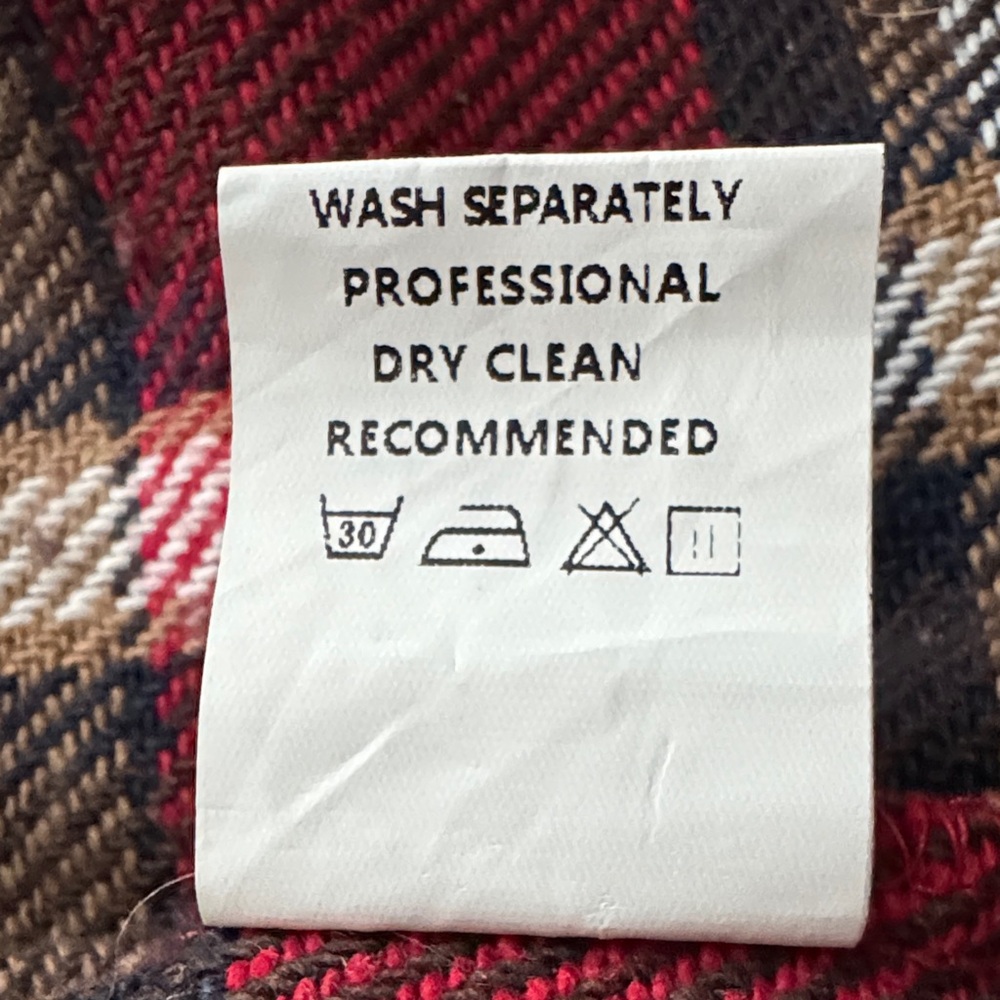 WASH SEPARATELY
PROFESSIONAL
DRY CLEAN
RECOMMENDED
30